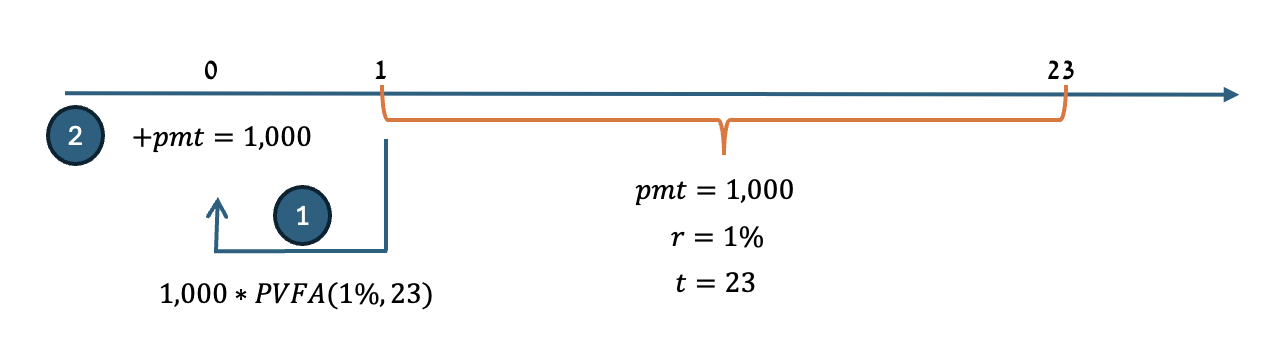 0 1 23
2 +pmt = 1,000
pmt = 1,000
1
r = 1%
t = 23
1,000 ∗ PVFA(1%, 23)